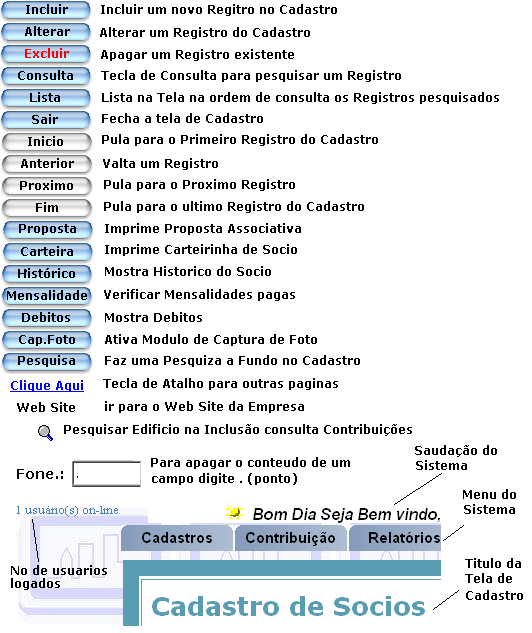 Incluir Incluir um novo Regitro no Cadastro
Alterar Alterar um Registro do Cadastro
Excluir Apagar um Registro existente
Consulta Tecla de Consulta para pesquisar um Registro
Lista Lista na Tela na ordem de consulta os Registros pesquisados
Sair Fecha a tela de Cadastro
Inicio Pula para o Primeiro Registro do Cadastro
Anterior Valta um Registro
Proximo Pula para o Proximo Registro
Fim Pula para o ultimo Registro do Cadastro
Proposta Imprime Proposta Associativa
Carteira Imprime Carteirinha de Socio
Histórico Mostra Historico do Socio
Mensalidade Verificar Mensalidades pagas
Debitos Mostra Debitos
Cap.Foto Ativa Modulo de Captura de Foto
Pesquisa Faz uma Pesquiza a Fundo no Cadastro
Clique Aqui Tecla de Atalho para outras paginas
Web Site ir para o Web Site da Empresa
Pesquisar Edificio na Inclusão consulta Contribuições
Fone.: . Para apagar o conteudo de um
campo digite . (ponto)
Saudação do
Sistema
1 usuário(s) on-line
Bom Dia Seja Bem vindo,
Menu do
Sistema
Cadastros Contribuição Relatórios
No de usuarios
logados
Titulo da
Tela de
Cadastro
Cadastro de Socios